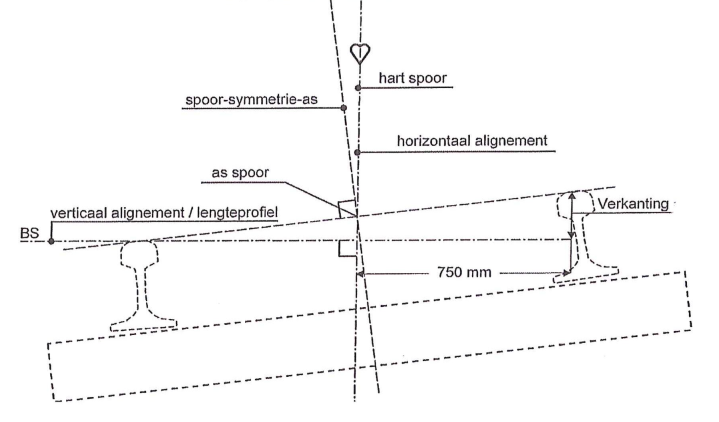 hart spoor
spoor-symmetrie-as
horizontaal alignement
as spoor
Verkanting
verticaal alignement / lengteprofiel
BS
750 mm